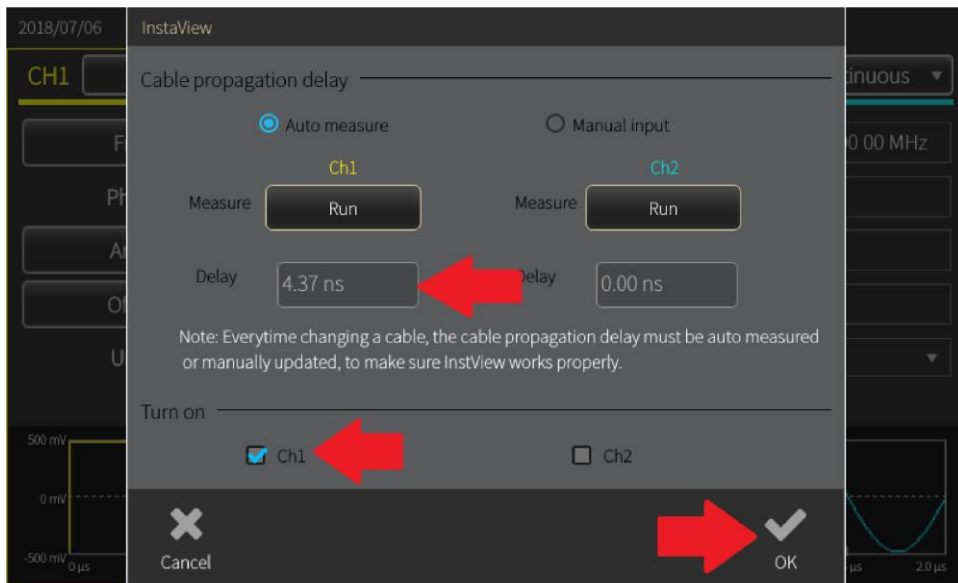 2018/07/06
InstaView
CH1
Cable propagation delay
Auto measure
Manual input
00 MHz
Ch1
Ch2
Measure
Run
Measure
Run
Delay
4.37 ns
0.00 ns
Note: Everytime changing a cable, the cable propagation delay must be auto measured
or manually updated, to make sure InstView works properly.
Turn on
500 mV
Ch1
Ch2
0 mV
-500 mV
0 µs
Cancel
OK
µs
2.0 µs